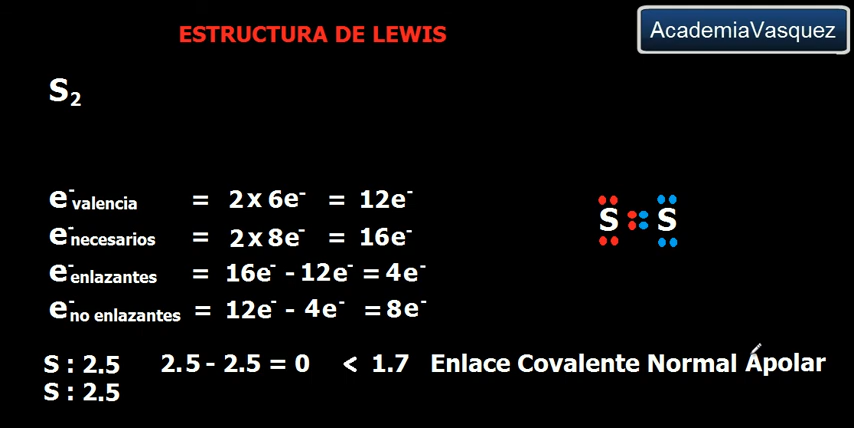 ESTRUCTURA DE LEWIS
AcademiaVasquez
S₂
e⁻ valencia = 2 x 6e⁻ = 12e⁻
e⁻ necesarios = 2 x 8e⁻ = 16e⁻
e⁻ enlazantes = 16e⁻ - 12e⁻ = 4e⁻
e⁻ no enlazantes = 12e⁻ - 4e⁻ = 8e⁻
S S
S : 2.5 2.5 - 2.5 = 0 < 1.7 Enlace Covalente Normal Apolar
S : 2.5